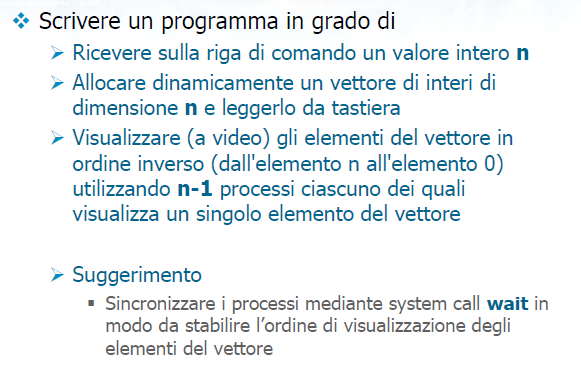 ❖ Scrivere un programma in grado di
➢ Ricevere sulla riga di comando un valore intero n
➢ Allocare dinamicamente un vettore di interi di
dimensione n e leggerlo da tastiera
➢ Visualizzare (a video) gli elementi del vettore in
ordine inverso (dall'elemento n all'elemento 0)
utilizzando n-1 processi ciascuno dei quali
visualizza un singolo elemento del vettore
➢ Suggerimento
▪ Sincronizzare i processi mediante system call wait in
modo da stabilire l’ordine di visualizzazione degli
elementi del vettore